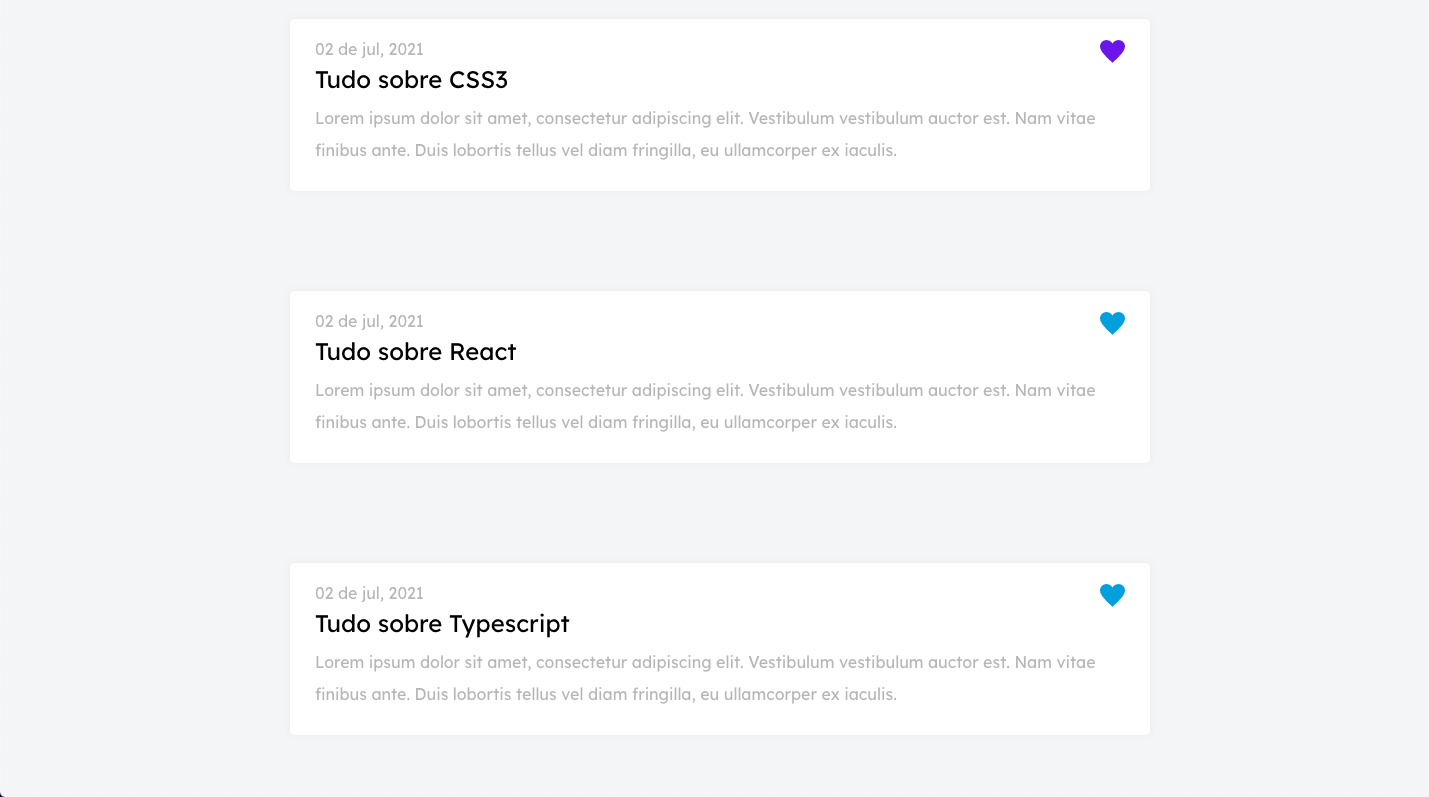 02 de jul, 2021
Tudo sobre CSS3
Lorem ipsum dolor sit amet, consectetur adipiscing elit. Vestibulum vestibulum auctor est. Nam vitae
finibus ante. Duis lobortis tellus vel diam fringilla, eu ullamcorper ex iaculis.
02 de jul, 2021
Tudo sobre React
Lorem ipsum dolor sit amet, consectetur adipiscing elit. Vestibulum vestibulum auctor est. Nam vitae
finibus ante. Duis lobortis tellus vel diam fringilla, eu ullamcorper ex iaculis.
02 de jul, 2021
Tudo sobre Typescript
Lorem ipsum dolor sit amet, consectetur adipiscing elit. Vestibulum vestibulum auctor est. Nam vitae
finibus ante. Duis lobortis tellus vel diam fringilla, eu ullamcorper ex iaculis.